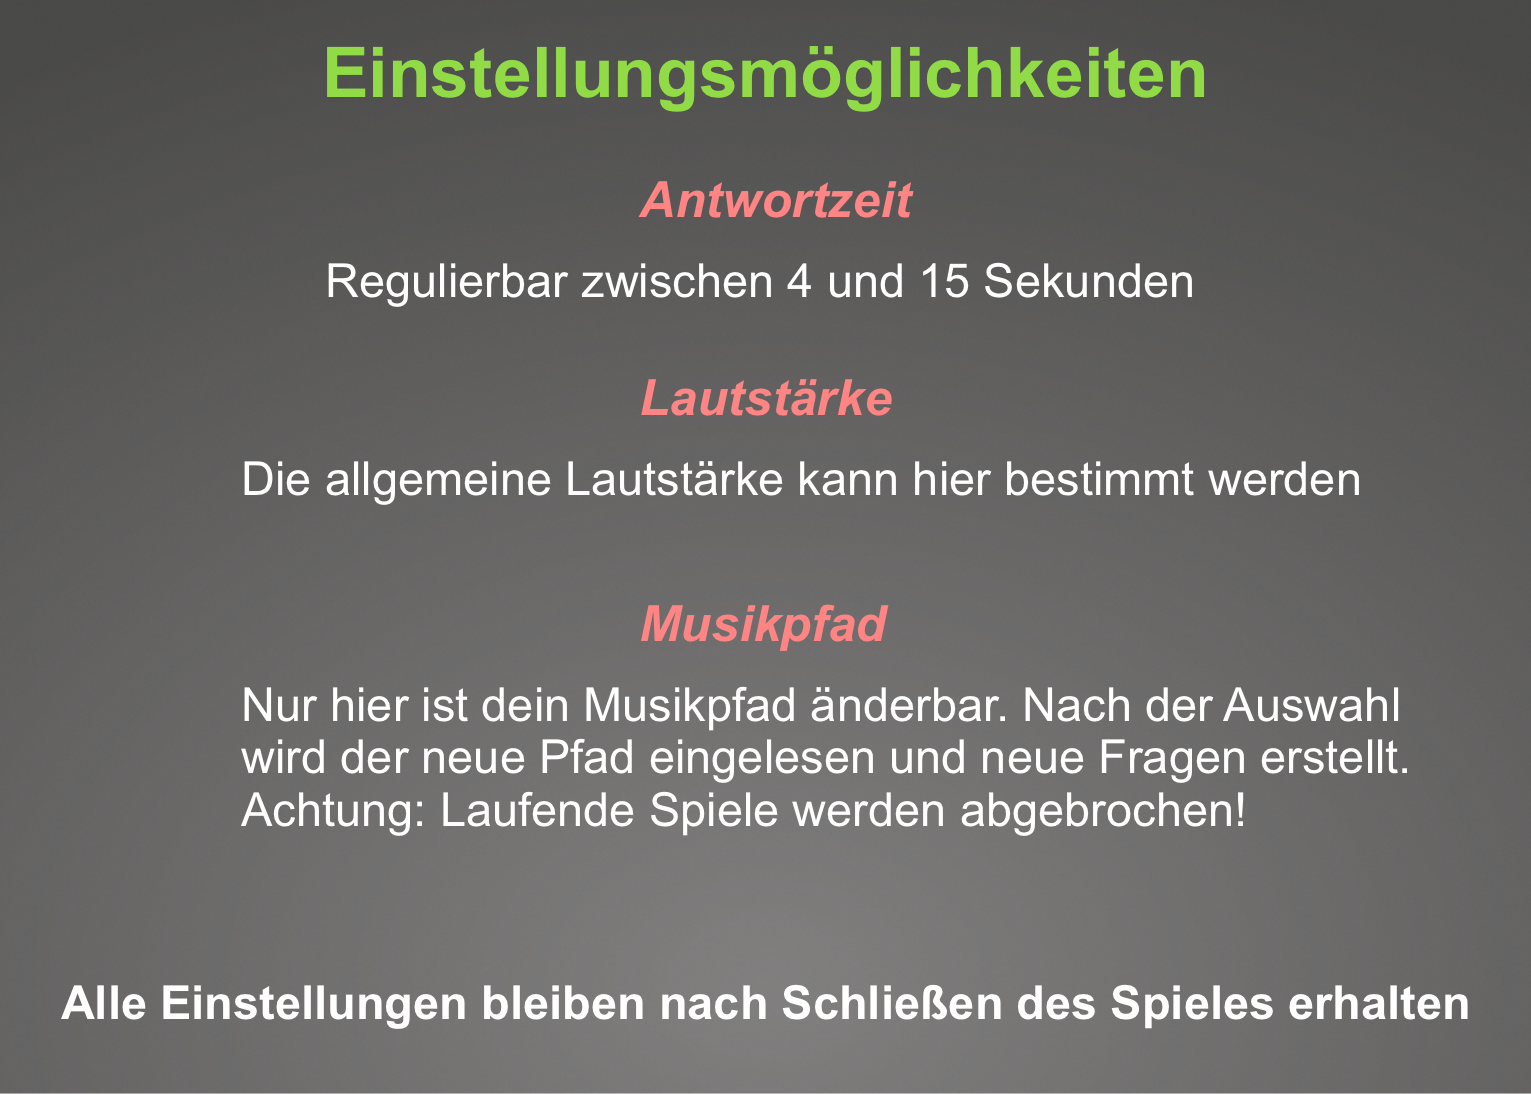 Einstellungsmöglichkeiten
Antwortzeit
Regulierbar zwischen 4 und 15 Sekunden
Lautstärke
Die allgemeine Lautstärke kann hier bestimmt werden
Musikpfad
Nur hier ist dein Musikpfad änderbar. Nach der Auswahl
wird der neue Pfad eingelesen und neue Fragen erstellt.
Achtung: Laufende Spiele werden abgebrochen!
Alle Einstellungen bleiben nach Schließen des Spieles erhalten